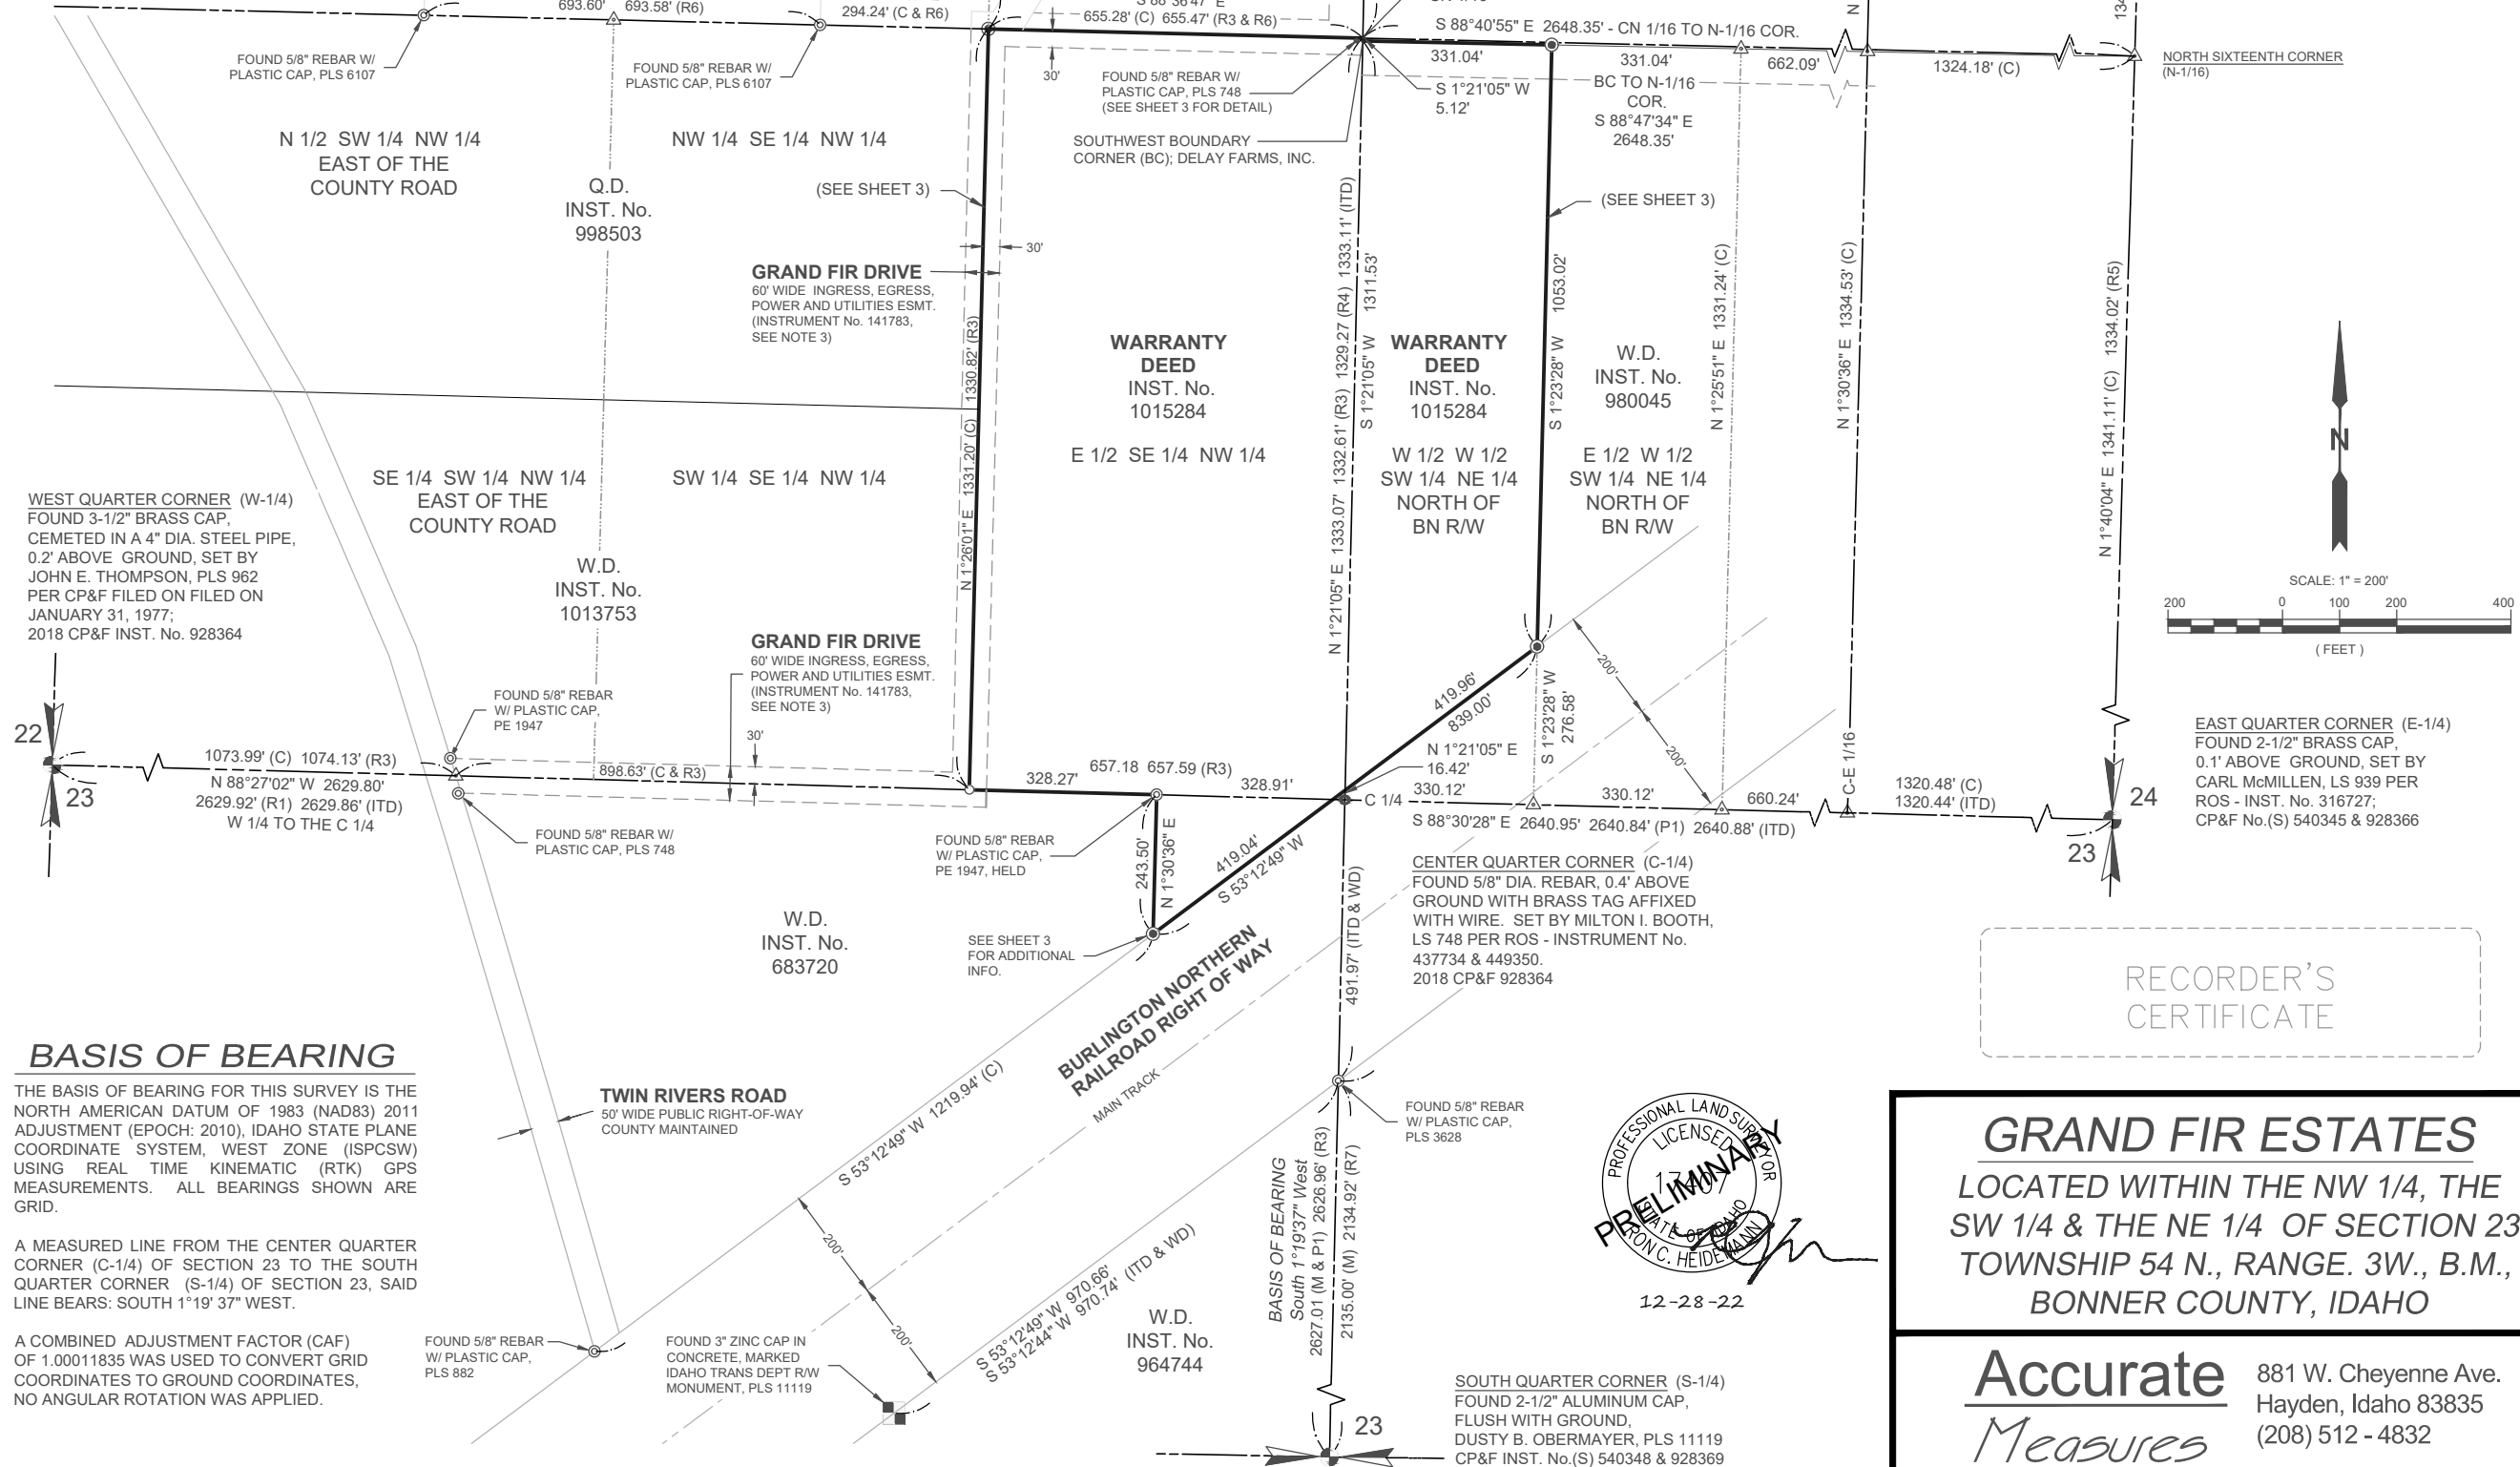 693.60' 693.58' (R6)
294.24' (C & R6)
S 88°36'47" E
655.28' (C) 655.47' (R3 & R6)
S 88°40'55" E 2648.35' - CN 1/16 TO N-1/16 COR.
331.04'
331.04'
662.09'
1324.18' (C)
N
134
NORTH SIXTEENTH CORNER
(N-1/16)
FOUND 5/8" REBAR W/
PLASTIC CAP, PLS 6107
FOUND 5/8" REBAR W/
PLASTIC CAP, PLS 6107
30'
FOUND 5/8" REBAR W/
PLASTIC CAP, PLS 748
(SEE SHEET 3 FOR DETAIL)
S 1°21'05" W
5.12'
BC TO N-1/16
COR.
S 88°47'34" E
2648.35'
SOUTHWEST BOUNDARY
CORNER (BC); DELAY FARMS, INC.
N 1/2 SW 1/4 NW 1/4
EAST OF THE
COUNTY ROAD
NW 1/4 SE 1/4 NW 1/4
Q.D.
INST. No.
998503
(SEE SHEET 3)
(SEE SHEET 3)
30'
GRAND FIR DRIVE
60' WIDE INGRESS, EGRESS,
POWER AND UTILITIES ESMT.
(INSTRUMENT No. 141783,
SEE NOTE 3)
N 1°26'01" E 1331.20' (C) 1330.82' (R3)
WARRANTY
DEED
INST. No.
1015284
E 1/2 SE 1/4 NW 1/4
N 1°21'05" E 1333.07' 1332.61' (R3) 1329.27 (R4) 1333.11' (ITD)
S 1°21'05" W 1311.53'
WARRANTY
DEED
INST. No.
1015284
W 1/2 W 1/2
SW 1/4 NE 1/4
NORTH OF
BN R/W
S 1°23'28" W 1053.02'
W.D.
INST. No.
980045
E 1/2 W 1/2
SW 1/4 NE 1/4
NORTH OF
BN R/W
N 1°25'51" E 1331.24' (C)
N 1°30'36" E 1334.53' (C)
N 1°40'04" E 1341.11' (C) 1334.02' (R5)
N
SCALE: 1" = 200'
200 0 100 200 400
( FEET )
WEST QUARTER CORNER (W-1/4)
FOUND 3-1/2" BRASS CAP,
CEMETED IN A 4" DIA. STEEL PIPE,
0.2' ABOVE GROUND, SET BY
JOHN E. THOMPSON, PLS 962
PER CP&F FILED ON FILED ON
JANUARY 31, 1977;
2018 CP&F INST. No. 928364
SE 1/4 SW 1/4 NW 1/4
EAST OF THE
COUNTY ROAD
SW 1/4 SE 1/4 NW 1/4
W.D.
INST. No.
1013753
GRAND FIR DRIVE
60' WIDE INGRESS, EGRESS,
POWER AND UTILITIES ESMT.
(INSTRUMENT No. 141783,
SEE NOTE 3)
FOUND 5/8" REBAR
W/ PLASTIC CAP,
PE 1947
22
23
1073.99' (C) 1074.13' (R3)
N 88°27'02" W 2629.80'
2629.92' (R1) 2629.86' (ITD)
W 1/4 TO THE C 1/4
898.63' (C & R3)
30'
328.27'
657.18 657.59 (R3)
328.91'
419.96'
839.00'
N 1°21'05" E
16.42'
C 1/4
S 1°23'28" W
276.58'
200'
200'
330.12'
330.12'
660.24'
C-E 1/16
1320.48' (C)
1320.44' (ITD)
S 88°30'28" E 2640.95' 2640.84' (P1) 2640.88' (ITD)
EAST QUARTER CORNER (E-1/4)
FOUND 2-1/2" BRASS CAP,
0.1' ABOVE GROUND, SET BY
CARL McMILLEN, LS 939 PER
ROS - INST. No. 316727;
CP&F No.(S) 540345 & 928366
24
23
FOUND 5/8" REBAR W/
PLASTIC CAP, PLS 748
FOUND 5/8" REBAR
W/ PLASTIC CAP,
PE 1947, HELD
243.50'
N 1°30'36" E
419.04'
S 53°12'49" W
CENTER QUARTER CORNER (C-1/4)
FOUND 5/8" DIA. REBAR, 0.4' ABOVE
GROUND WITH BRASS TAG AFFIXED
WITH WIRE. SET BY MILTON I. BOOTH,
LS 748 PER ROS - INSTRUMENT No.
437734 & 449350.
2018 CP&F 928364
W.D.
INST. No.
683720
SEE SHEET 3
FOR ADDITIONAL
INFO.
491.97' (ITD & WD)
BURLINGTON NORTHERN
RAILROAD RIGHT OF WAY
MAIN TRACK
RECORDER'S
CERTIFICATE
BASIS OF BEARING
THE BASIS OF BEARING FOR THIS SURVEY IS THE
NORTH AMERICAN DATUM OF 1983 (NAD83) 2011
ADJUSTMENT (EPOCH: 2010), IDAHO STATE PLANE
COORDINATE SYSTEM, WEST ZONE (ISPCSW)
USING REAL TIME KINEMATIC (RTK) GPS
MEASUREMENTS. ALL BEARINGS SHOWN ARE
GRID.
A MEASURED LINE FROM THE CENTER QUARTER
CORNER (C-1/4) OF SECTION 23 TO THE SOUTH
QUARTER CORNER (S-1/4) OF SECTION 23, SAID
LINE BEARS: SOUTH 1°19' 37" WEST.
A COMBINED ADJUSTMENT FACTOR (CAF)
OF 1.00011835 WAS USED TO CONVERT GRID
COORDINATES TO GROUND COORDINATES,
NO ANGULAR ROTATION WAS APPLIED.
TWIN RIVERS ROAD
50' WIDE PUBLIC RIGHT-OF-WAY
COUNTY MAINTAINED
S 53°12'49" W 1219.94' (C)
200'
200'
FOUND 5/8" REBAR
W/ PLASTIC CAP,
PLS 882
FOUND 3" ZINC CAP IN
CONCRETE, MARKED
IDAHO TRANS DEPT R/W
MONUMENT, PLS 11119
S 53°12'49" W 970.66'
S 53°12'44" W 970.74' (ITD & WD)
W.D.
INST. No.
964744
BASIS OF BEARING
South 1°19'37" West
2627.01 (M & P1) 2626.96' (R3)
2135.00' (M) 2134.92' (R7)
FOUND 5/8" REBAR
W/ PLASTIC CAP,
PLS 3628
23
SOUTH QUARTER CORNER (S-1/4)
FOUND 2-1/2" ALUMINUM CAP,
FLUSH WITH GROUND,
DUSTY B. OBERMAYER, PLS 11119
CP&F INST. No.(S) 540348 & 928369
PROFESSIONAL LAND SURVEYOR
LICENSED
PRELIMINARY
STATE OF IDAHO
C. HEIDEMANN
12-28-22
GRAND FIR ESTATES
LOCATED WITHIN THE NW 1/4, THE
SW 1/4 & THE NE 1/4 OF SECTION 23
TOWNSHIP 54 N., RANGE. 3W., B.M.,
BONNER COUNTY, IDAHO
Accurate
Measures
881 W. Cheyenne Ave.
Hayden, Idaho 83835
(208) 512 - 4832